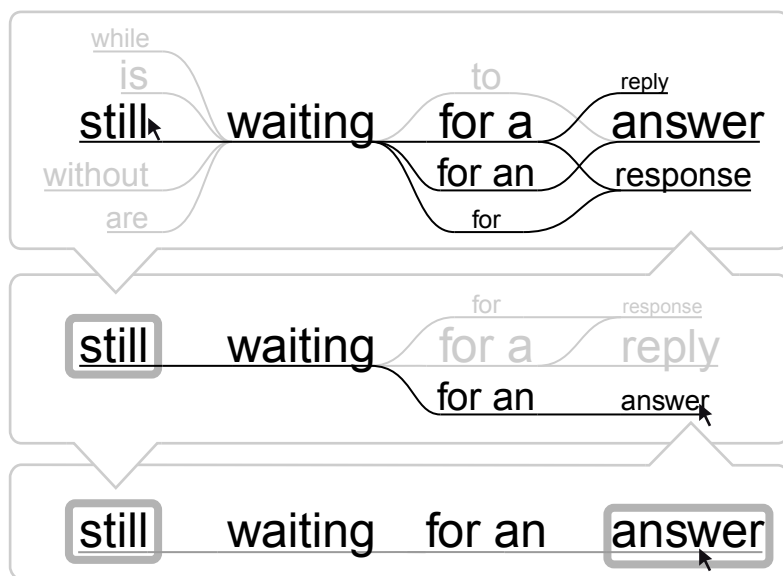 while
is to reply
still waiting for a answer
without for an response
are for
for response
still waiting for a reply
for an answer
still waiting for an answer